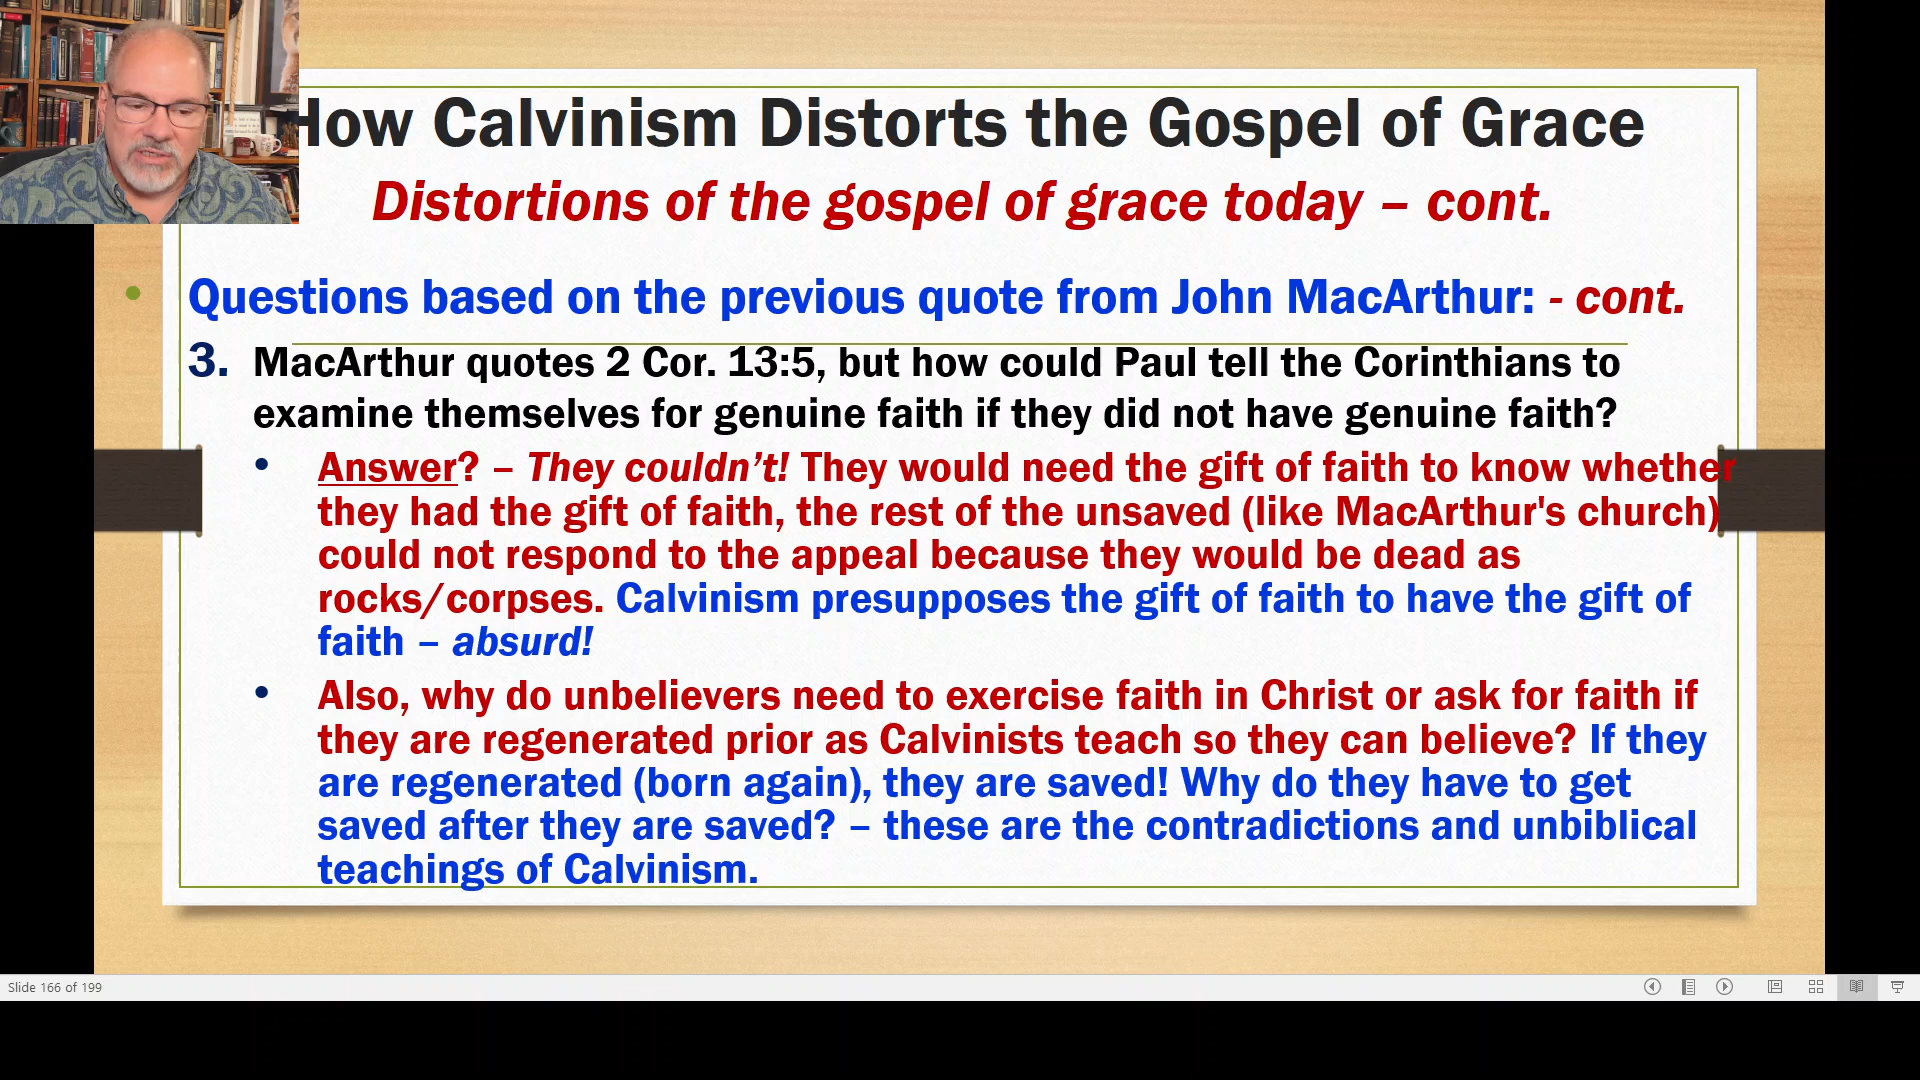 How Calvinism Distorts the Gospel of Grace
Distortions of the gospel of grace today – cont.
• Questions based on the previous quote from John MacArthur: - cont.
3. MacArthur quotes 2 Cor. 13:5, but how could Paul tell the Corinthians to
examine themselves for genuine faith if they did not have genuine faith?
• Answer? – They couldn’t! They would need the gift of faith to know whether
they had the gift of faith, the rest of the unsaved (like MacArthur's church)
could not respond to the appeal because they would be dead as
rocks/corpses. Calvinism presupposes the gift of faith to have the gift of
faith – absurd!
• Also, why do unbelievers need to exercise faith in Christ or ask for faith if
they are regenerated prior as Calvinists teach so they can believe? If they
are regenerated (born again), they are saved! Why do they have to get
saved after they are saved? – these are the contradictions and unbiblical
teachings of Calvinism.
Slide 166 of 199